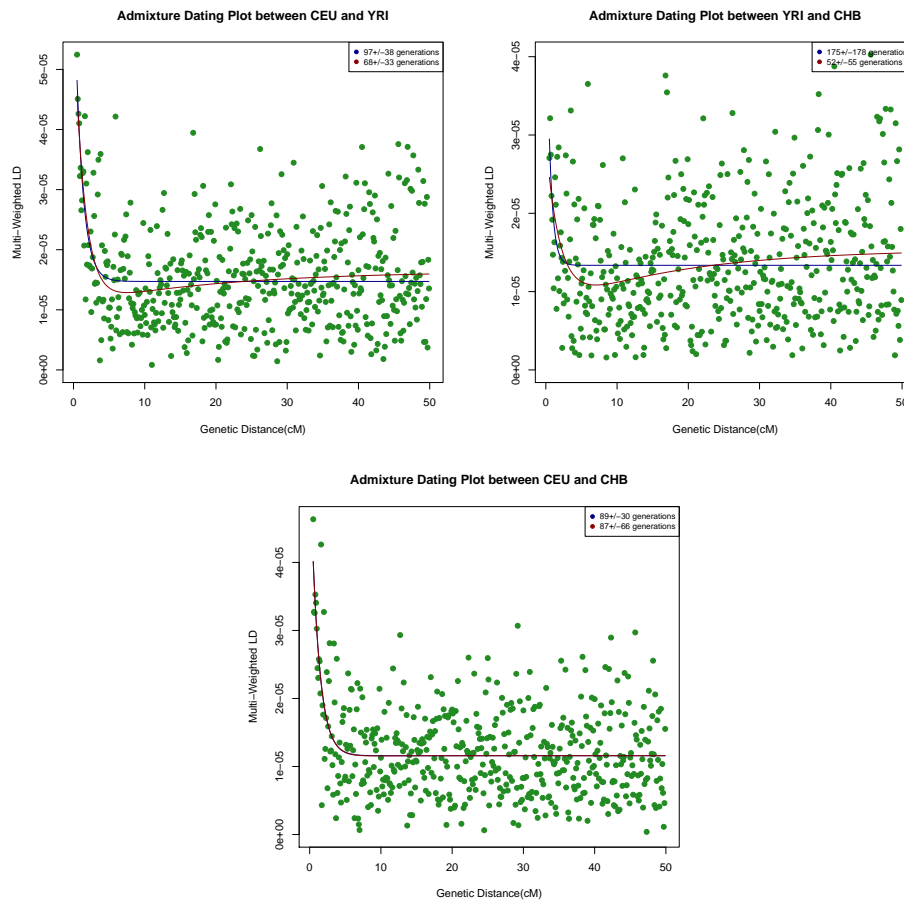 Admixture Dating Plot between CEU and YRI
97+/−38 generations
68+/−33 generations
Multi−Weighted LD
0e+00
1e−05
2e−05
3e−05
4e−05
5e−05
0 10 20 30 40 50
Genetic Distance(cM)
Admixture Dating Plot between YRI and CHB
175+/−178 generations
52+/−55 generations
Multi−Weighted LD
0e+00
1e−05
2e−05
3e−05
4e−05
0 10 20 30 40 50
Genetic Distance(cM)
Admixture Dating Plot between CEU and CHB
89+/−30 generations
87+/−66 generations
Multi−Weighted LD
0e+00
1e−05
2e−05
3e−05
4e−05
0 10 20 30 40 50
Genetic Distance(cM)